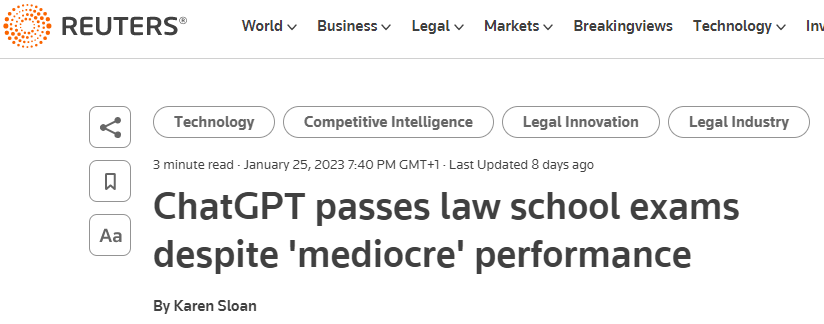 REUTERS® World Business Legal Markets Breakingviews Technology
Technology Competitive Intelligence Legal Innovation Legal Industry
3 minute read · January 25, 2023 7:40 PM GMT+1 · Last Updated 8 days ago
Aa
ChatGPT passes law school exams
despite 'mediocre' performance
By Karen Sloan